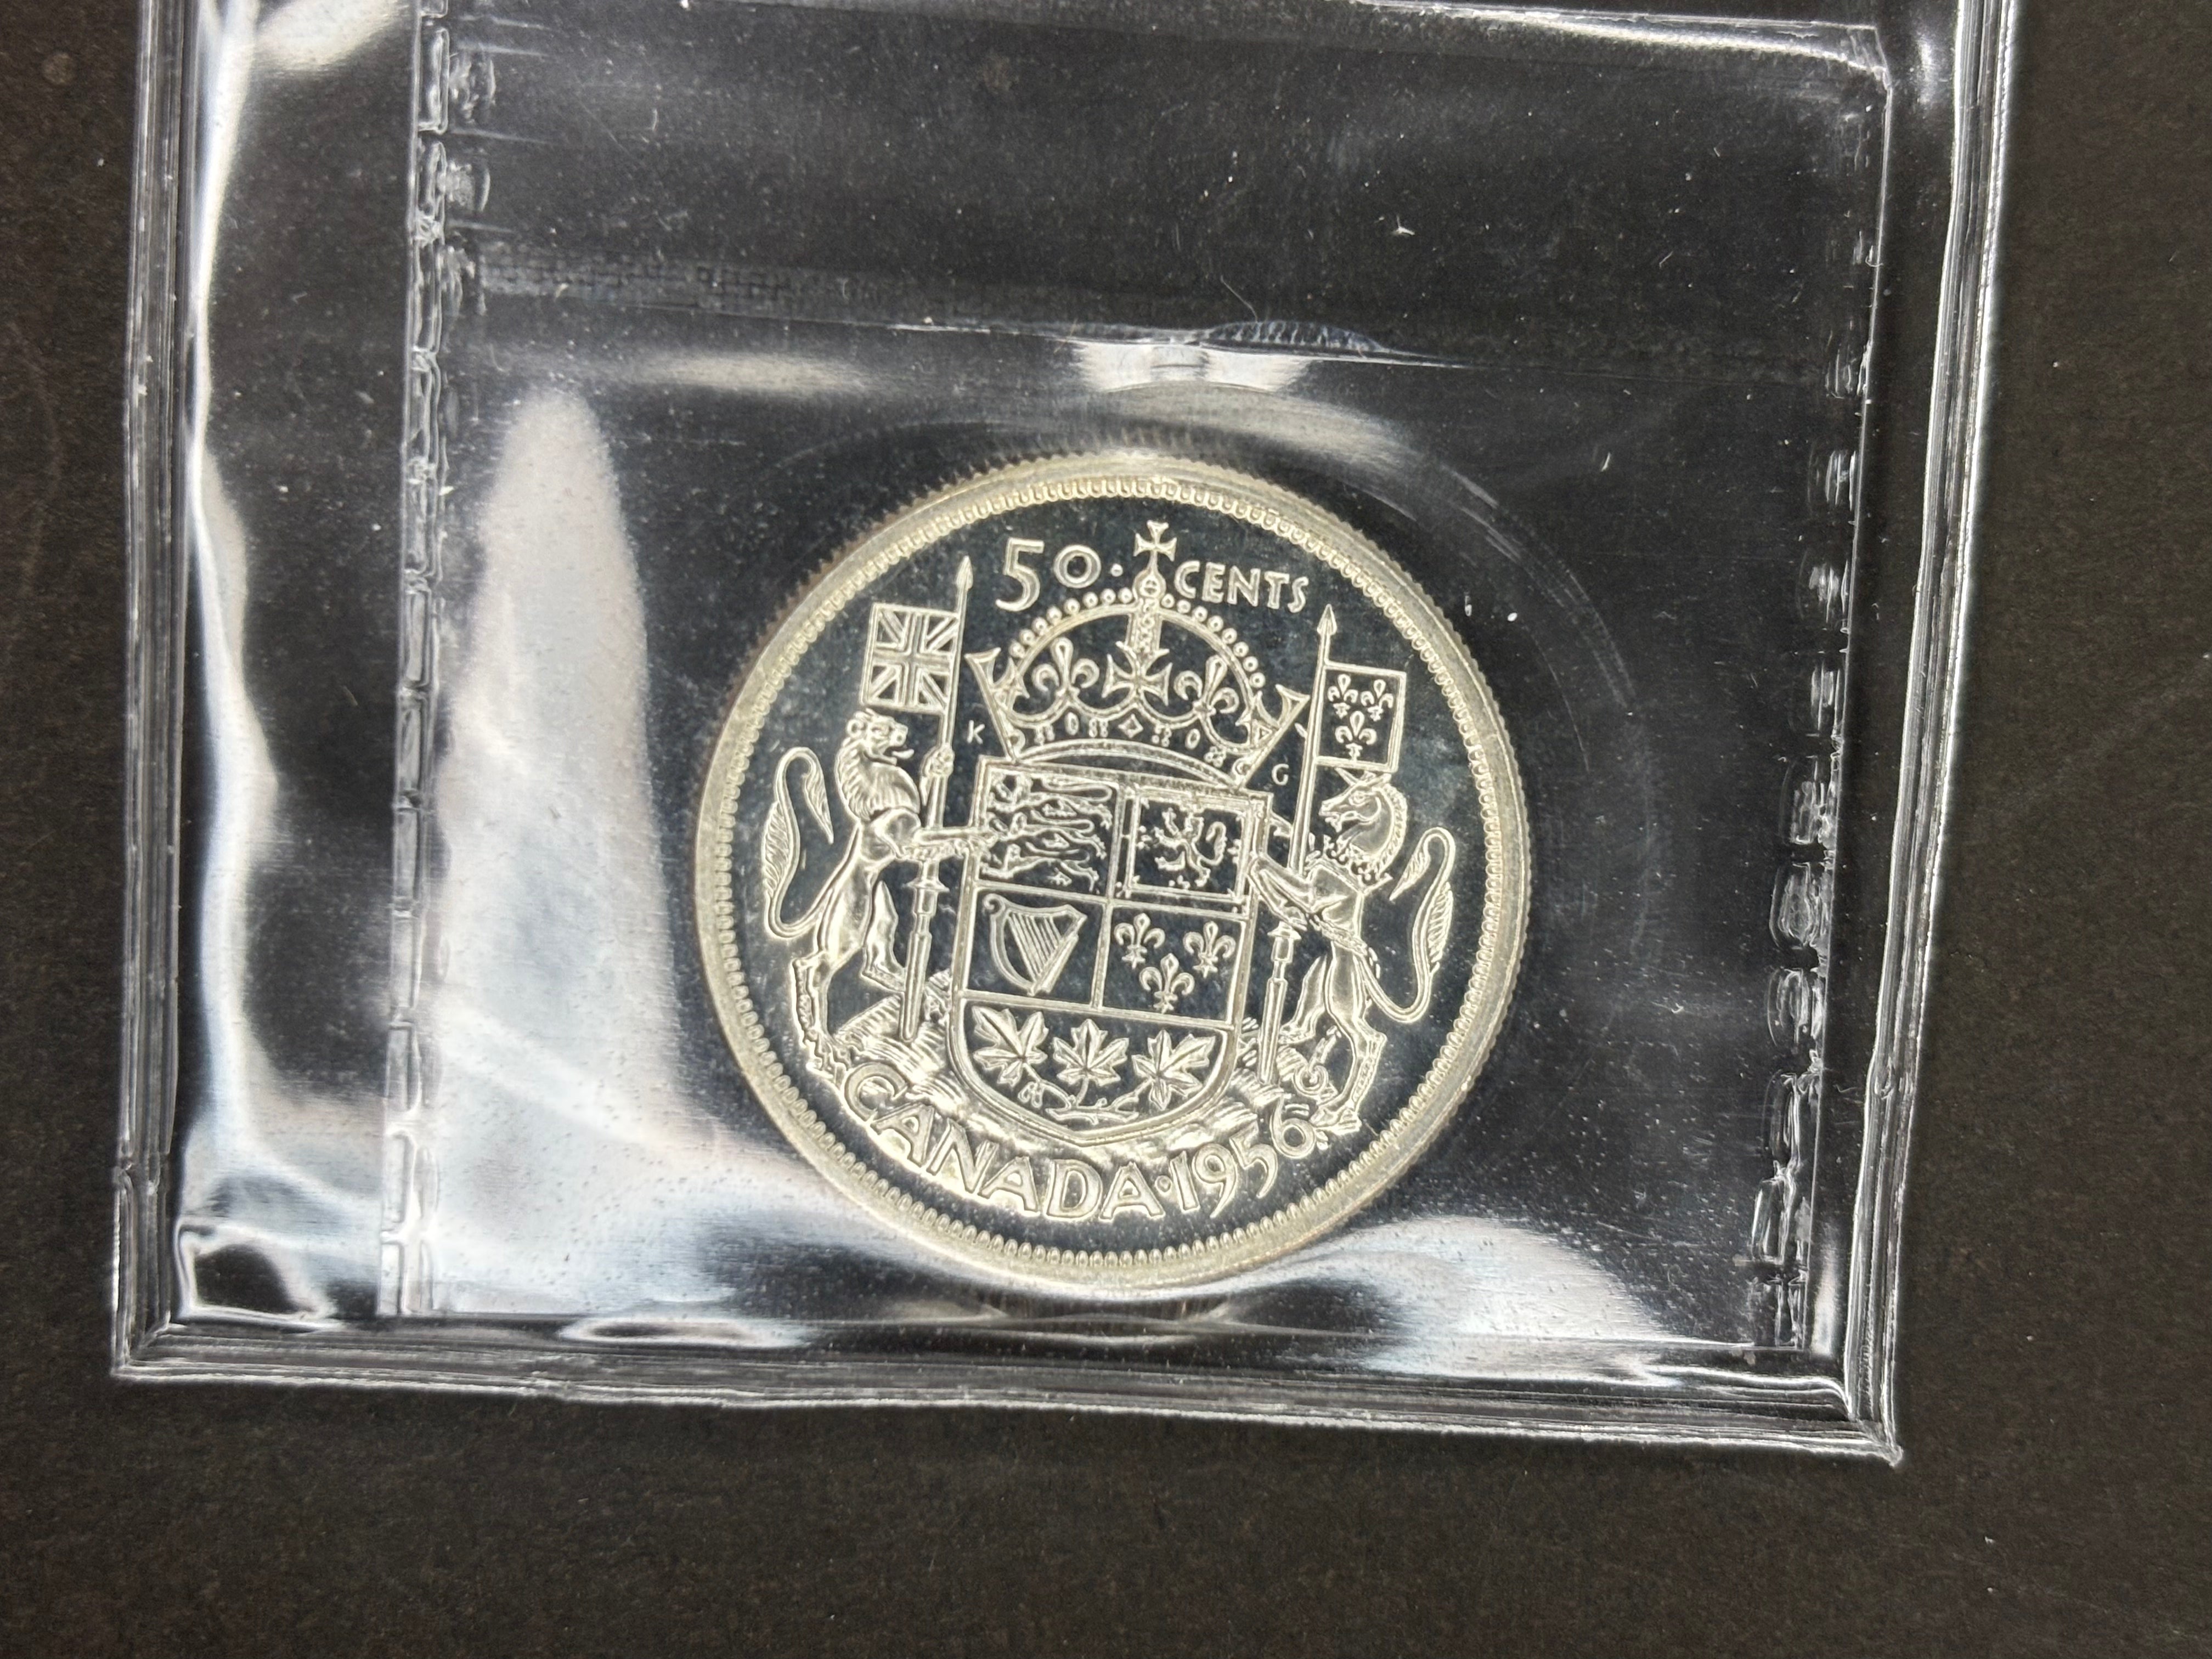 50 · CENTS
K G
CANADA · 1956